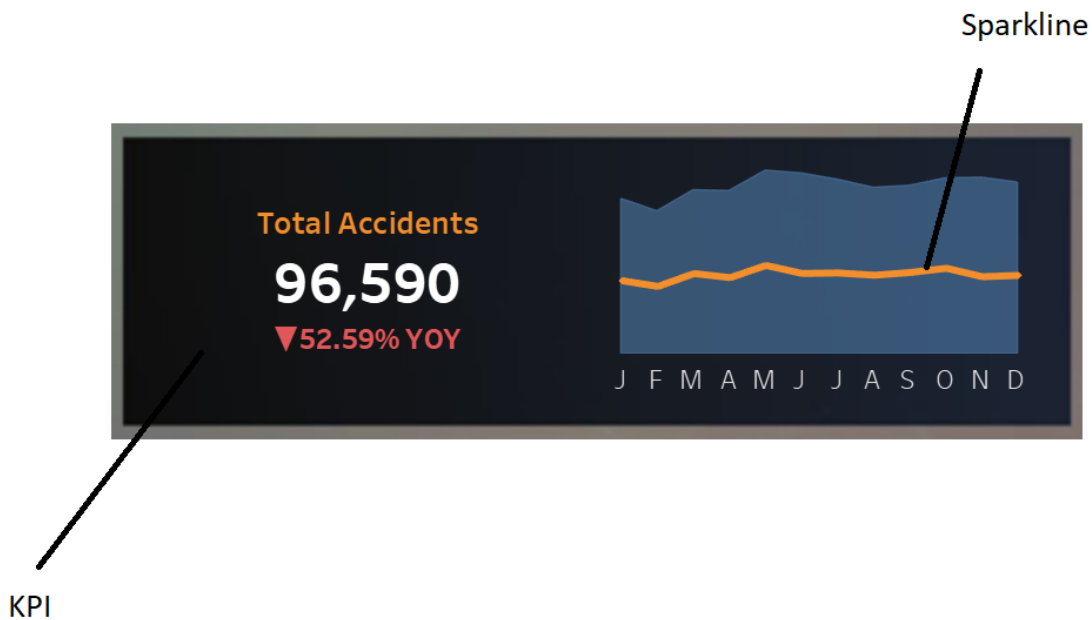 Sparkline
Total Accidents
96,590
▼52.59% YOY
J F M A M J J A S O N D
KPI